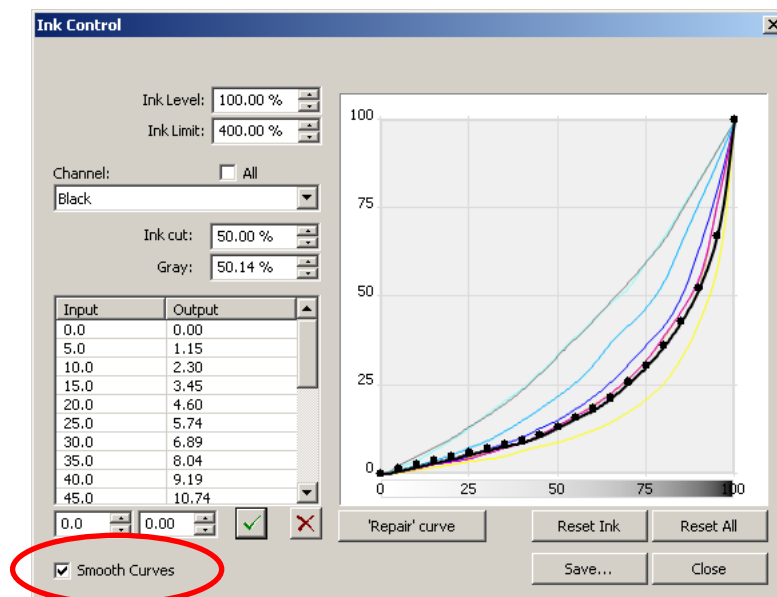 Ink Control
Ink Level: 100.00 %
Ink Limit: 400.00 %
Channel: All
Black
Ink cut: 50.00 %
Gray: 50.14 %
Input Output
0.0 0.00
5.0 1.15
10.0 2.30
15.0 3.45
20.0 4.60
25.0 5.74
30.0 6.89
35.0 8.04
40.0 9.19
45.0 10.74
0.0 0.00
Smooth Curves
100
75
50
25
0
0 25 50 75 100
'Repair' curve Reset Ink Reset All
Save... Close